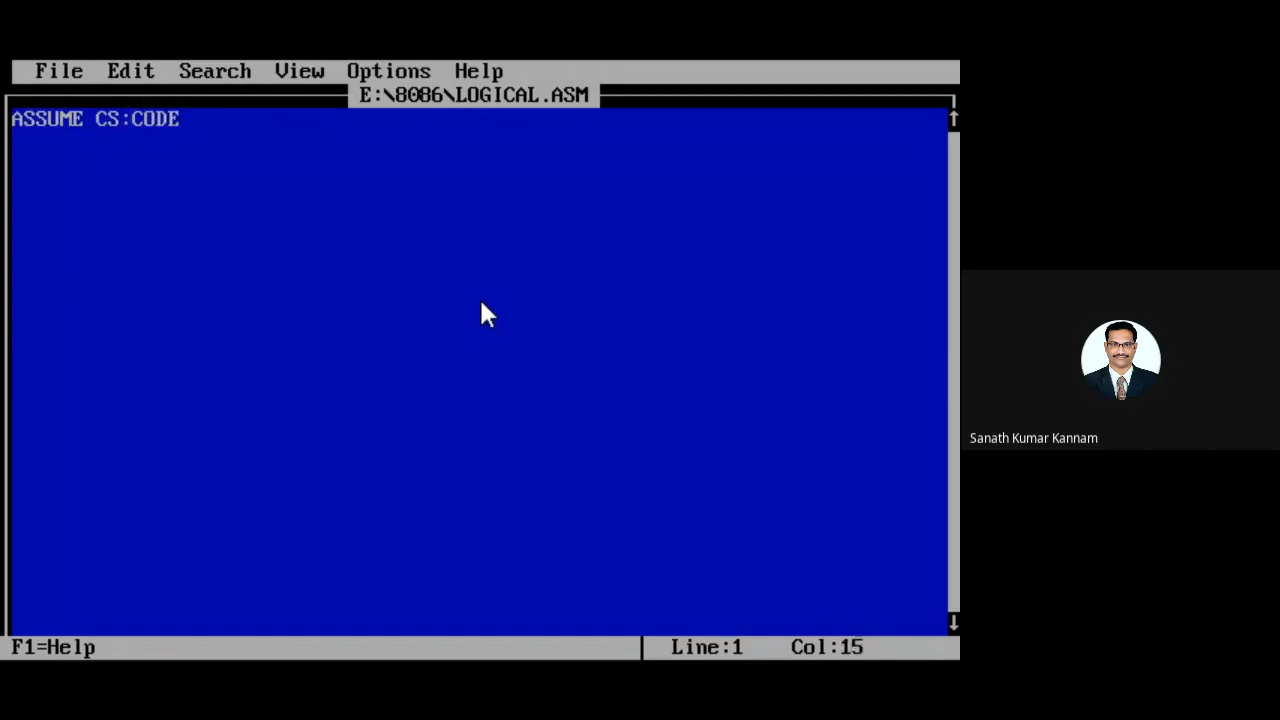 File Edit Search View Options Help
E:\8086\LOGICAL.ASM
ASSUME CS:CODE
Sanath Kumar Kannam
F1=Help Line:1 Col:15